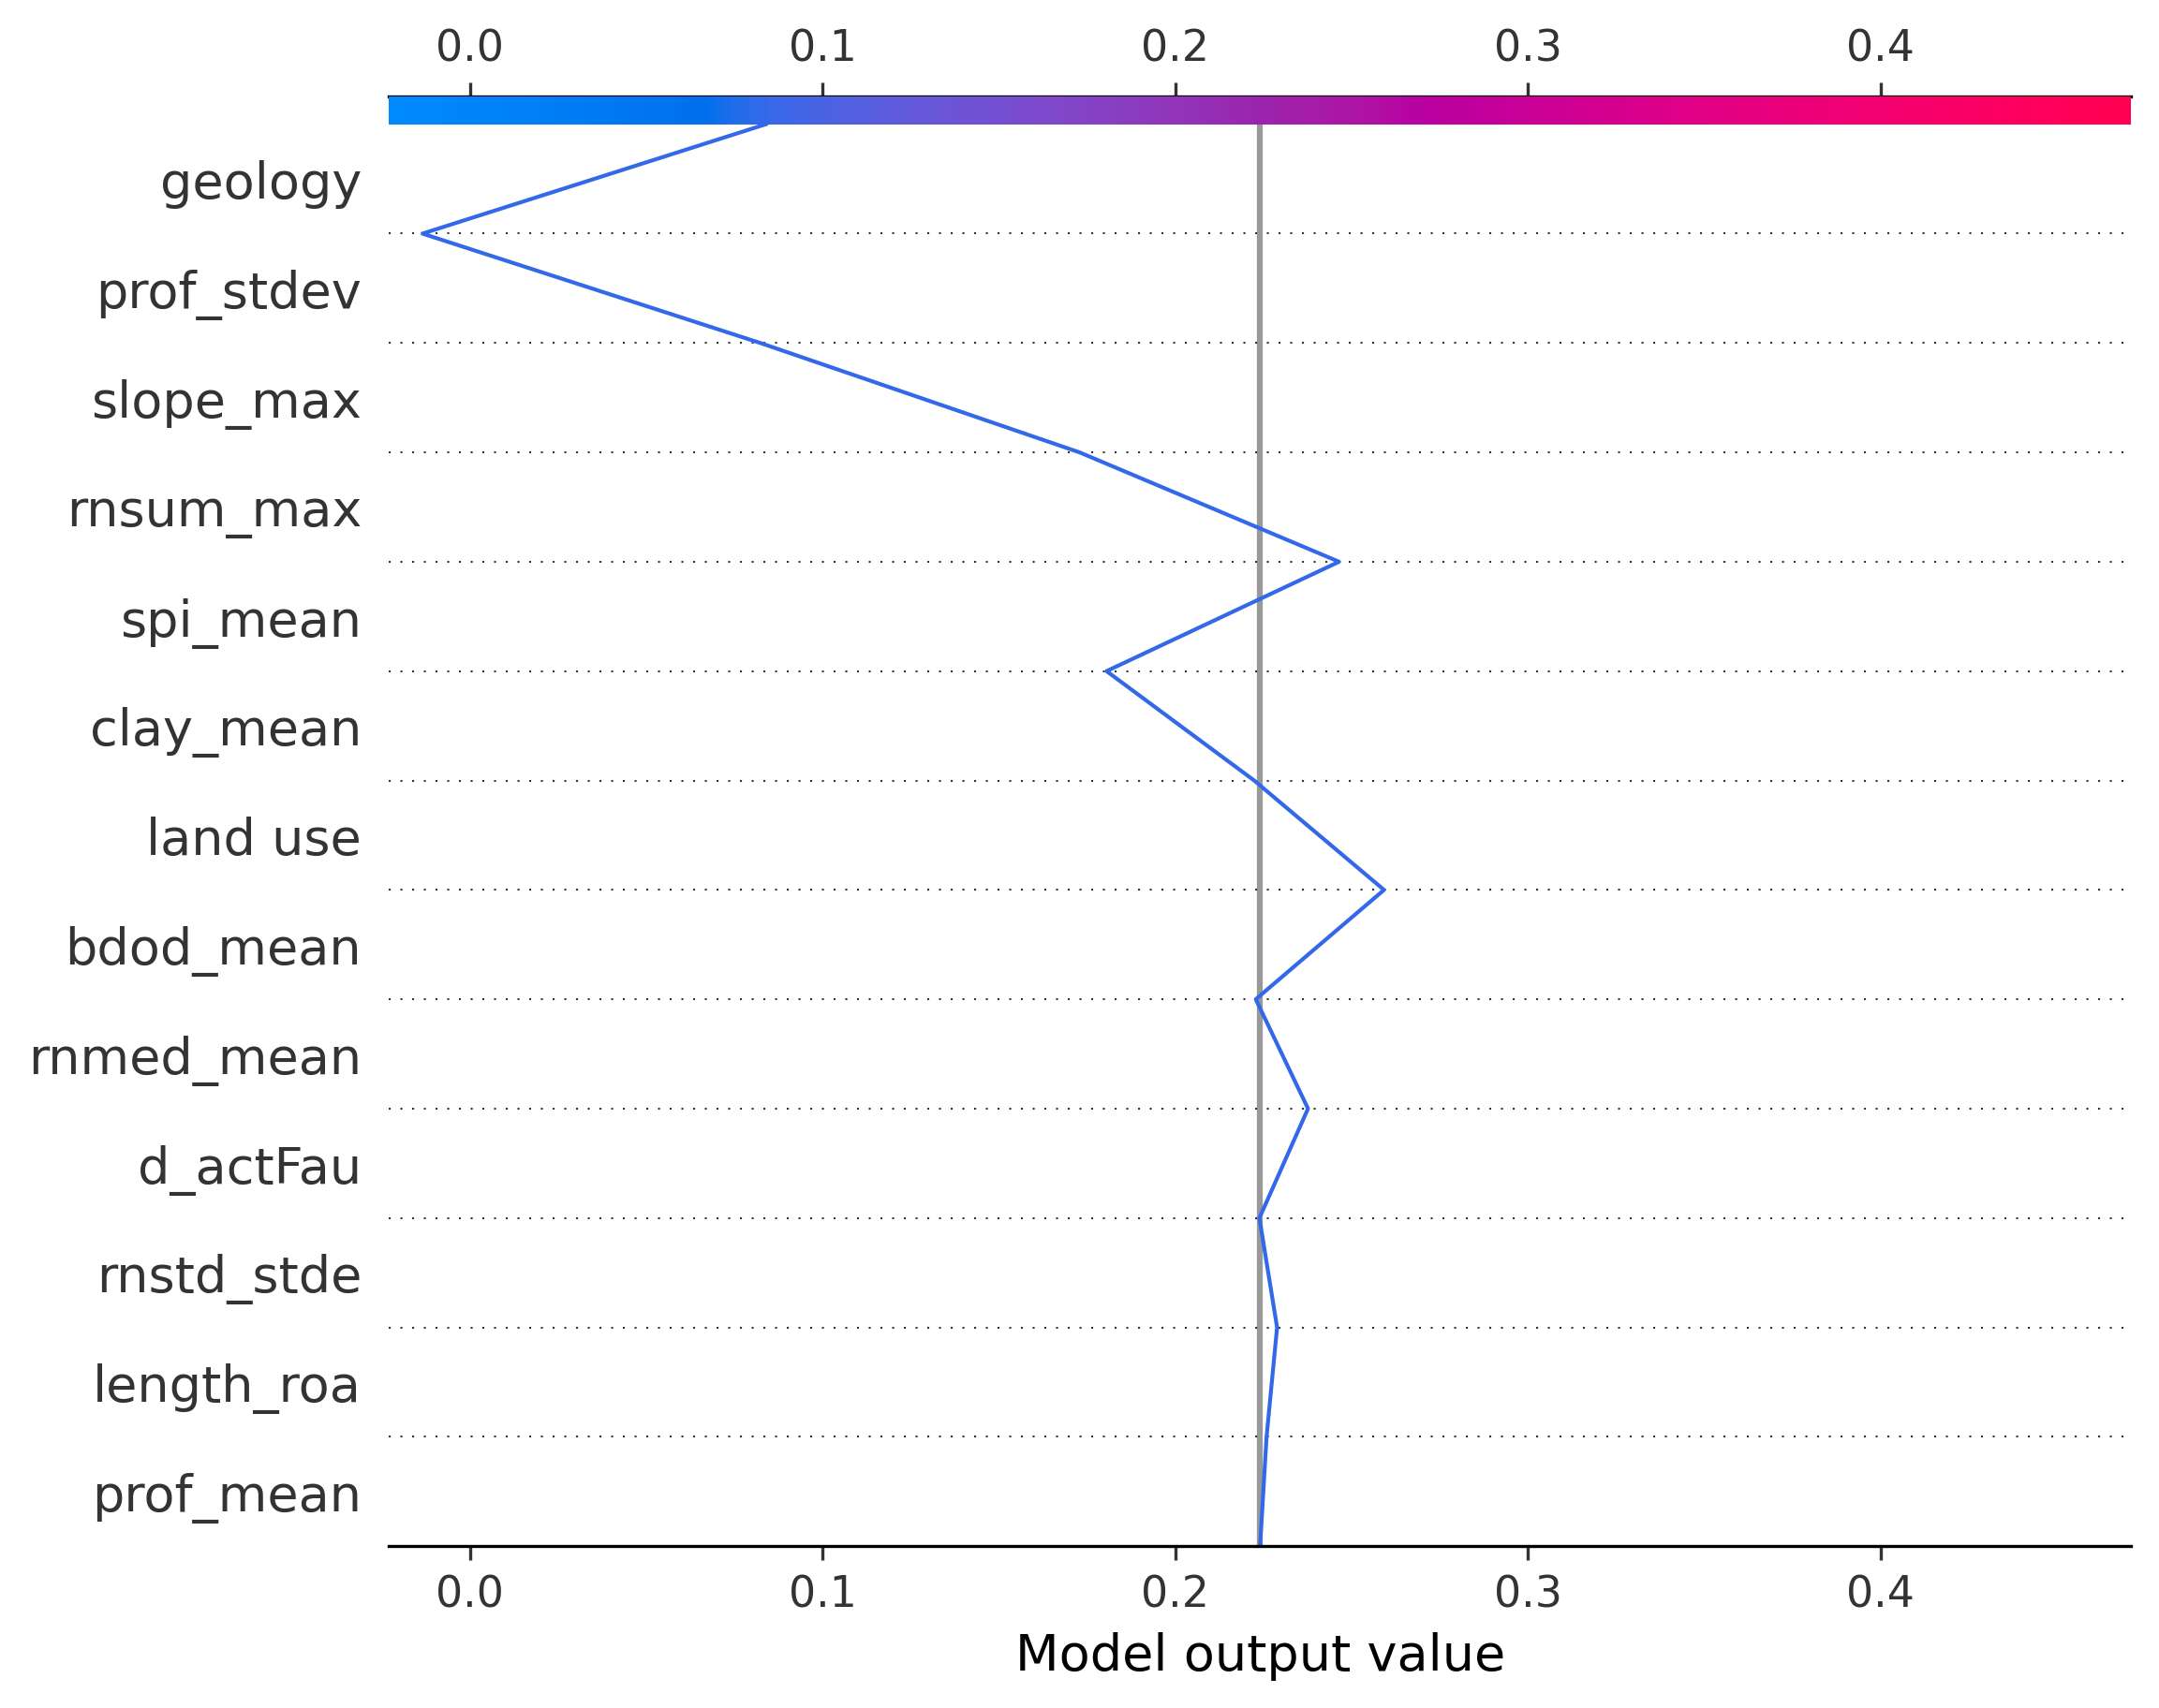 0.0 0.1 0.2 0.3 0.4
geology
prof_stdev
slope_max
rnsum_max
spi_mean
clay_mean
land use
bdod_mean
rnmed_mean
d_actFau
rnstd_stde
length_roa
prof_mean
0.0 0.1 0.2 0.3 0.4
Model output value